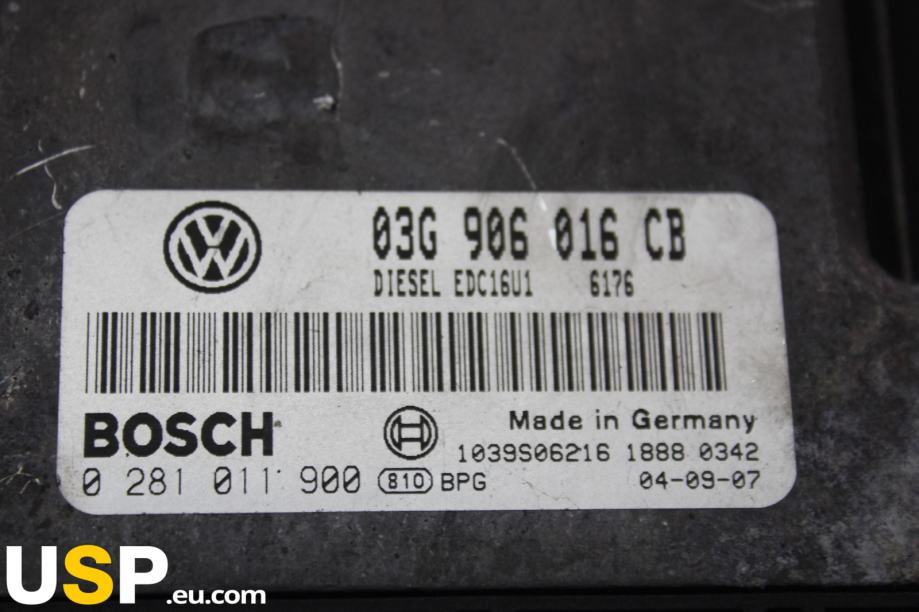 03G 906 016 CB
DIESEL EDC16U1 6176
BOSCH
Made in Germany
1039S06216 1888 0342
0 281 011 900 810 BPG 04-09-07
USP.eu.com